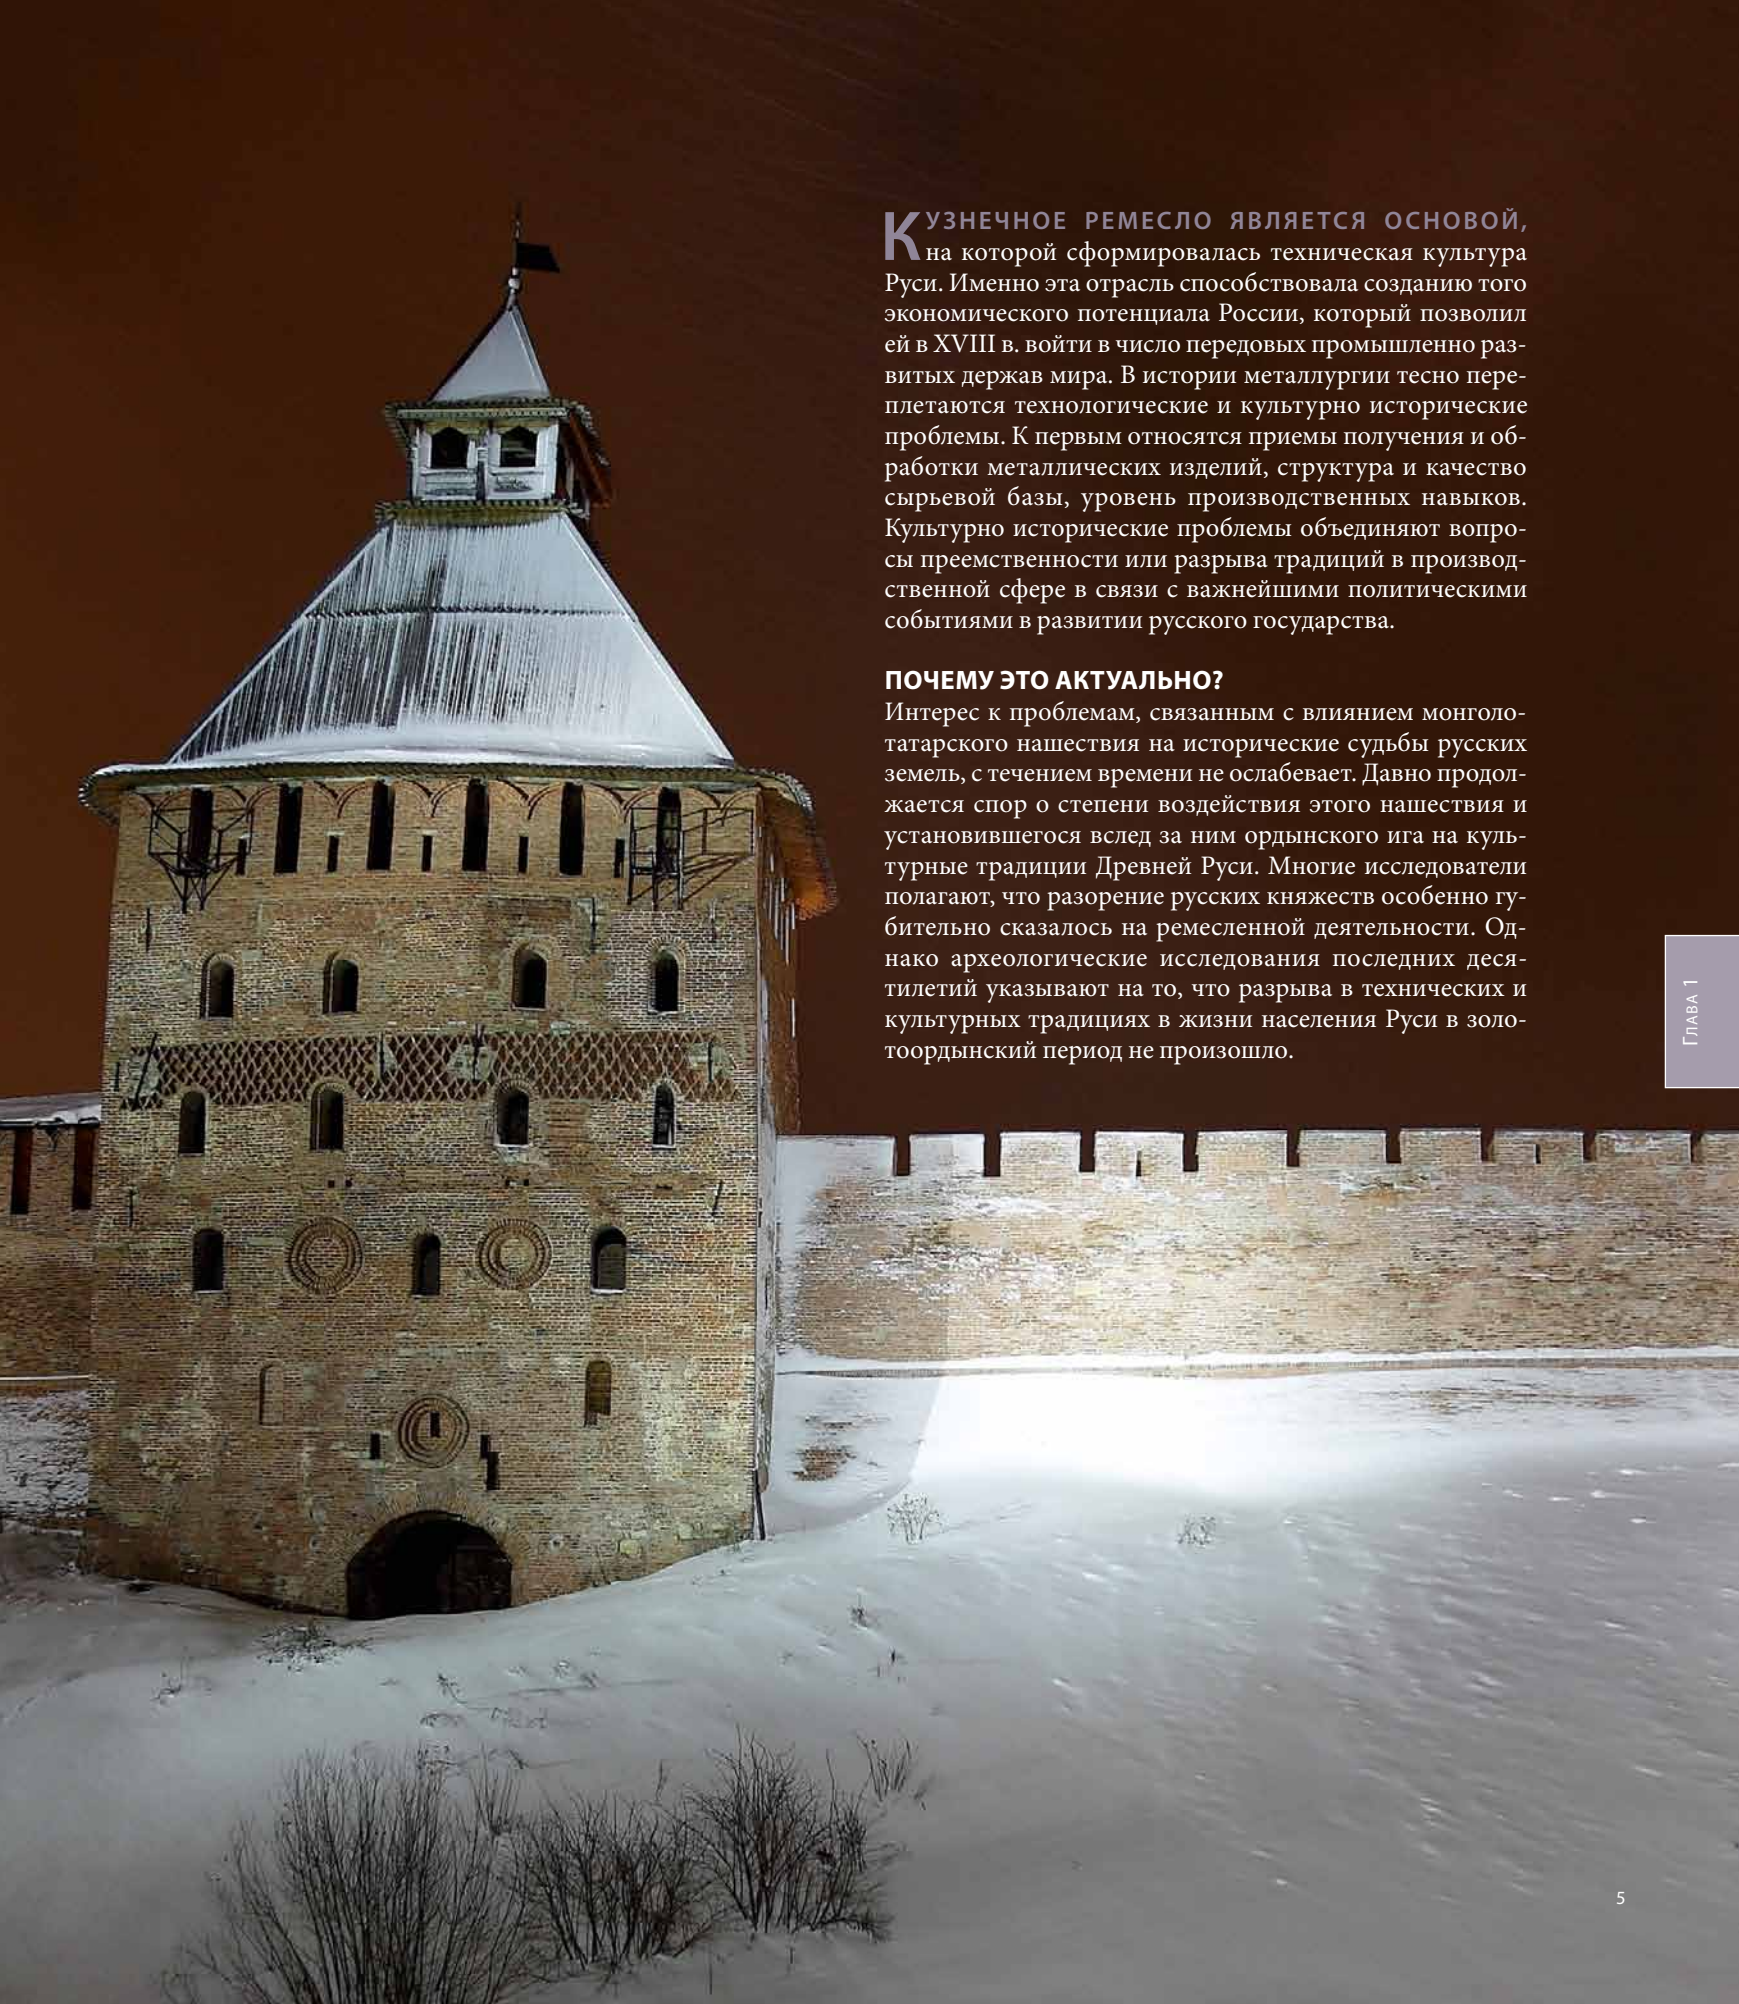 КУЗНЕЧНОЕ РЕМЕСЛО ЯВЛЯЕТСЯ ОСНОВОЙ,
на которой сформировалась техническая культура
Руси. Именно эта отрасль способствовала созданию того
экономического потенциала России, который позволил
ей в XVIII в. войти в число передовых промышленно раз-
витых держав мира. В истории металлургии тесно пере-
плетаются технологические и культурно исторические
проблемы. К первым относятся приемы получения и об-
работки металлических изделий, структура и качество
сырьевой базы, уровень производственных навыков.
Культурно исторические проблемы объединяют вопро-
сы преемственности или разрыва традиций в производ-
ственной сфере в связи с важнейшими политическими
событиями в развитии русского государства.
ПОЧЕМУ ЭТО АКТУАЛЬНО?
Интерес к проблемам, связанным с влиянием монголо-
татарского нашествия на исторические судьбы русских
земель, с течением времени не ослабевает. Давно продол-
жается спор о степени воздействия этого нашествия и
установившегося вслед за ним ордынского ига на куль-
турные традиции Древней Руси. Многие исследователи
полагают, что разорение русских княжеств особенно гу-
бительно сказалось на ремесленной деятельности. Од-
нако археологические исследования последних деся-
тилетий указывают на то, что разрыва в технических и
культурных традициях в жизни населения Руси в золо-
тоордынский период не произошло.
Глава 1
5